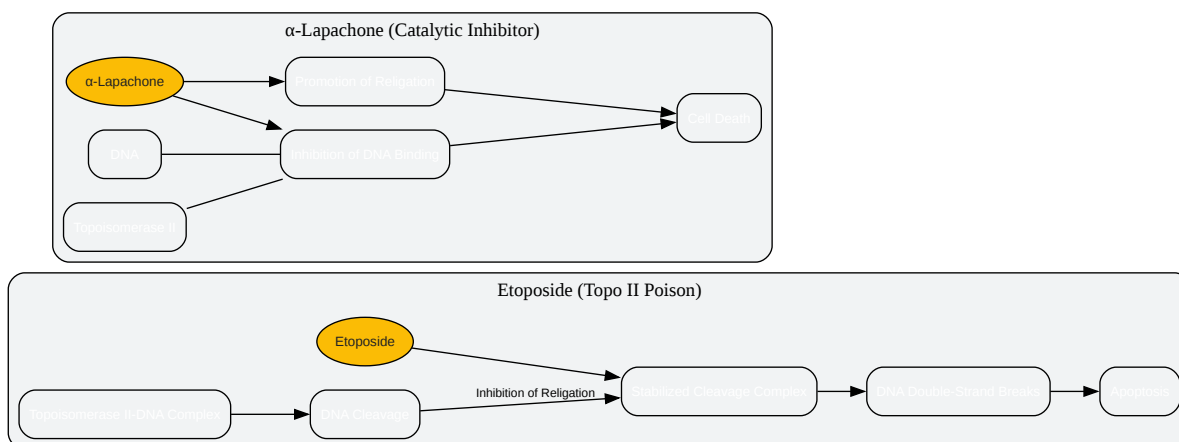 α-Lapachone (Catalytic Inhibitor)
α-Lapachone
Promotion of Religation
Cell Death
DNA
Inhibition of DNA Binding
Topoisomerase II
Etoposide (Topo II Poison)
Etoposide
Inhibition of Religation
Topoisomerase II-DNA Complex
DNA Cleavage
Stabilized Cleavage Complex
DNA Double-Strand Breaks
Apoptosis